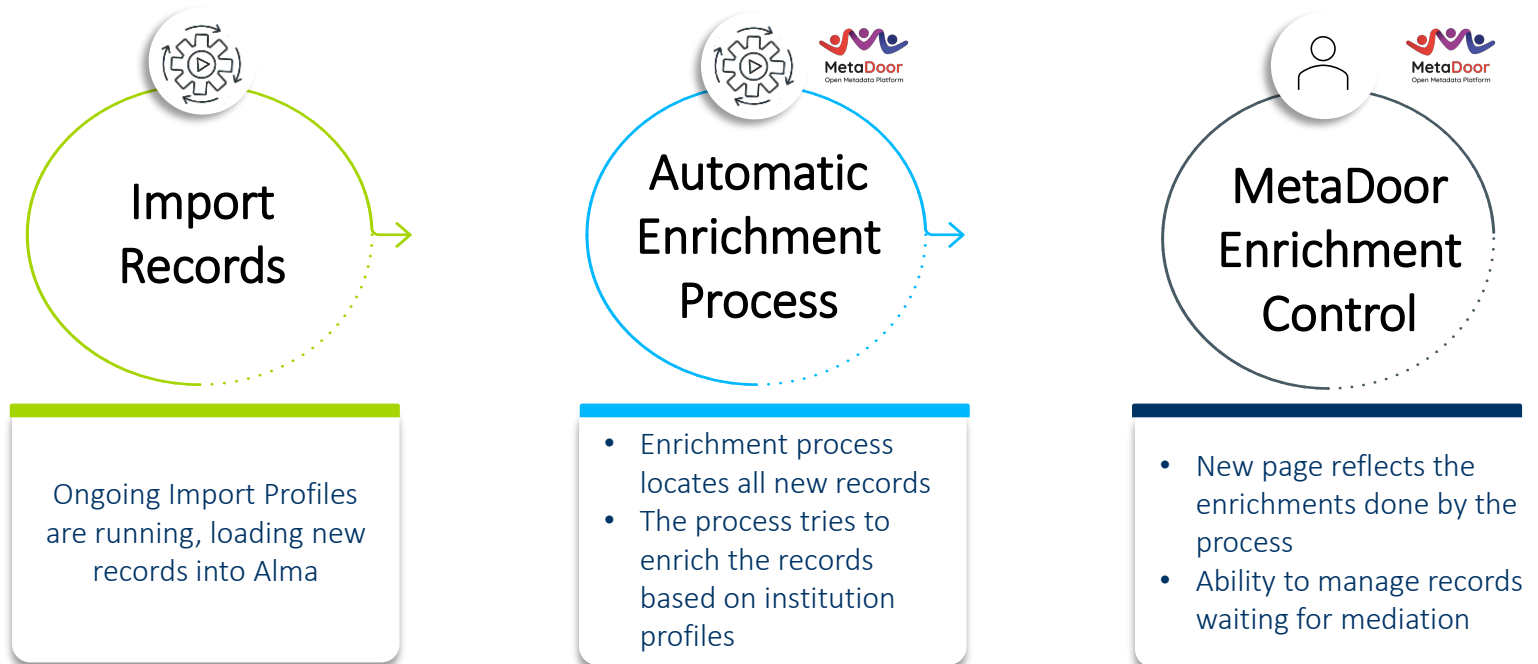 Import
Records
Ongoing Import Profiles
are running, loading new
records into Alma
MetaDoor
Open Metadata Platform
Automatic
Enrichment
Process
• Enrichment process
locates all new records
• The process tries to
enrich the records
based on institution
profiles
MetaDoor
Open Metadata Platform
MetaDoor
Enrichment
Control
• New page reflects the
enrichments done by the
process
• Ability to manage records
waiting for mediation